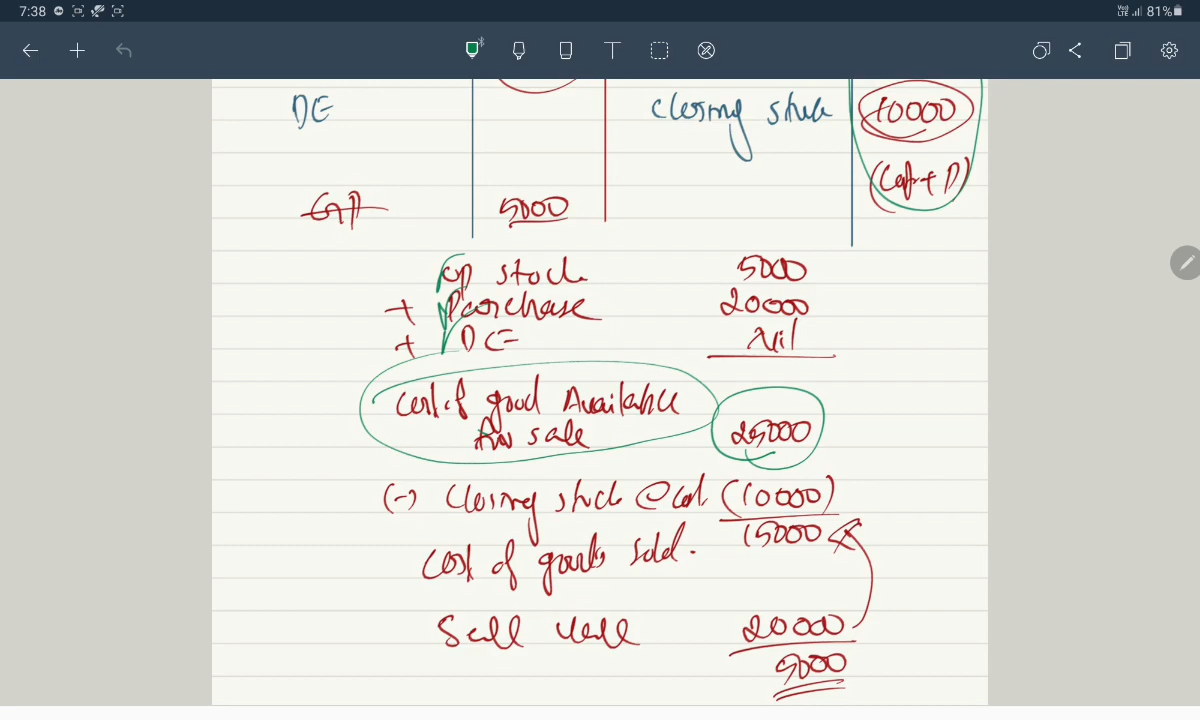 7:38 81%
DE closing stock 10000
(Cost + P)
GP 5000
op stock 5000
+ Purchase 20000
+ DE Nil
Cost of good Available 25000
for sale
(-) closing stock @ cost (10000)
15000
Cost of goods sold.
Sell 20000
5000